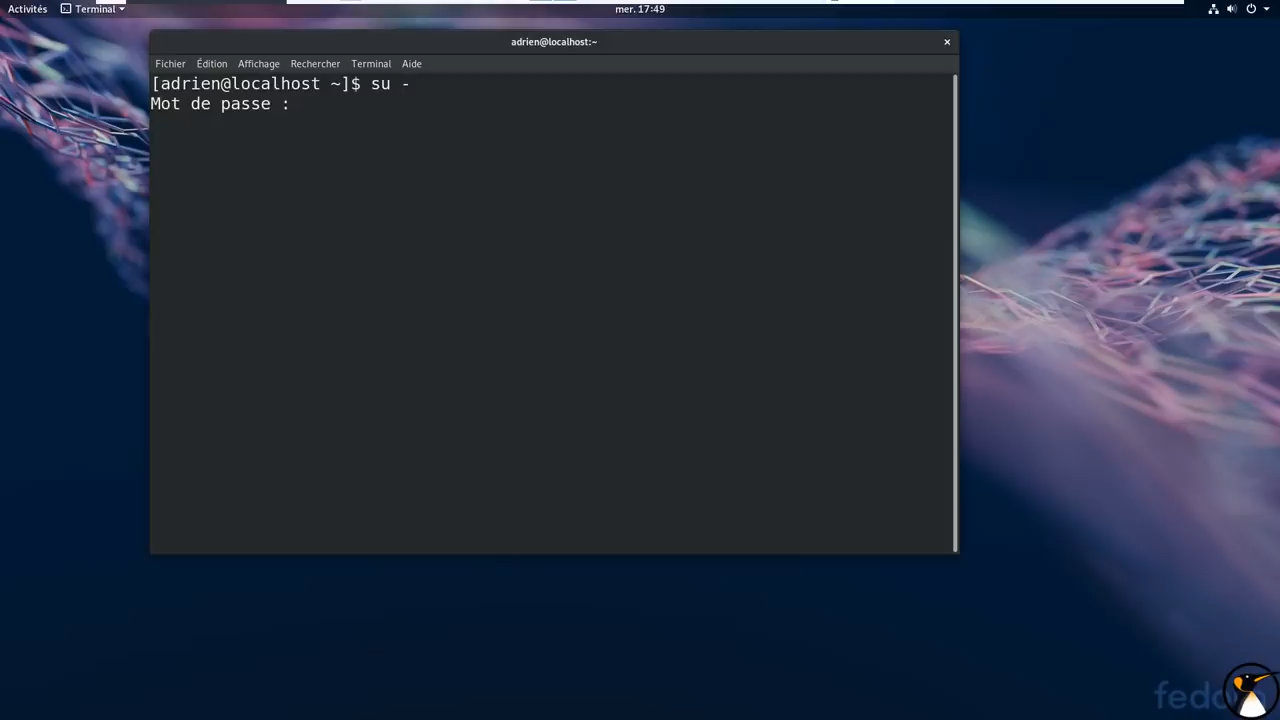 Activités Terminal mer. 17:49
adrien@localhost:~
Fichier Édition Affichage Rechercher Terminal Aide
[adrien@localhost ~]$ su -
Mot de passe :